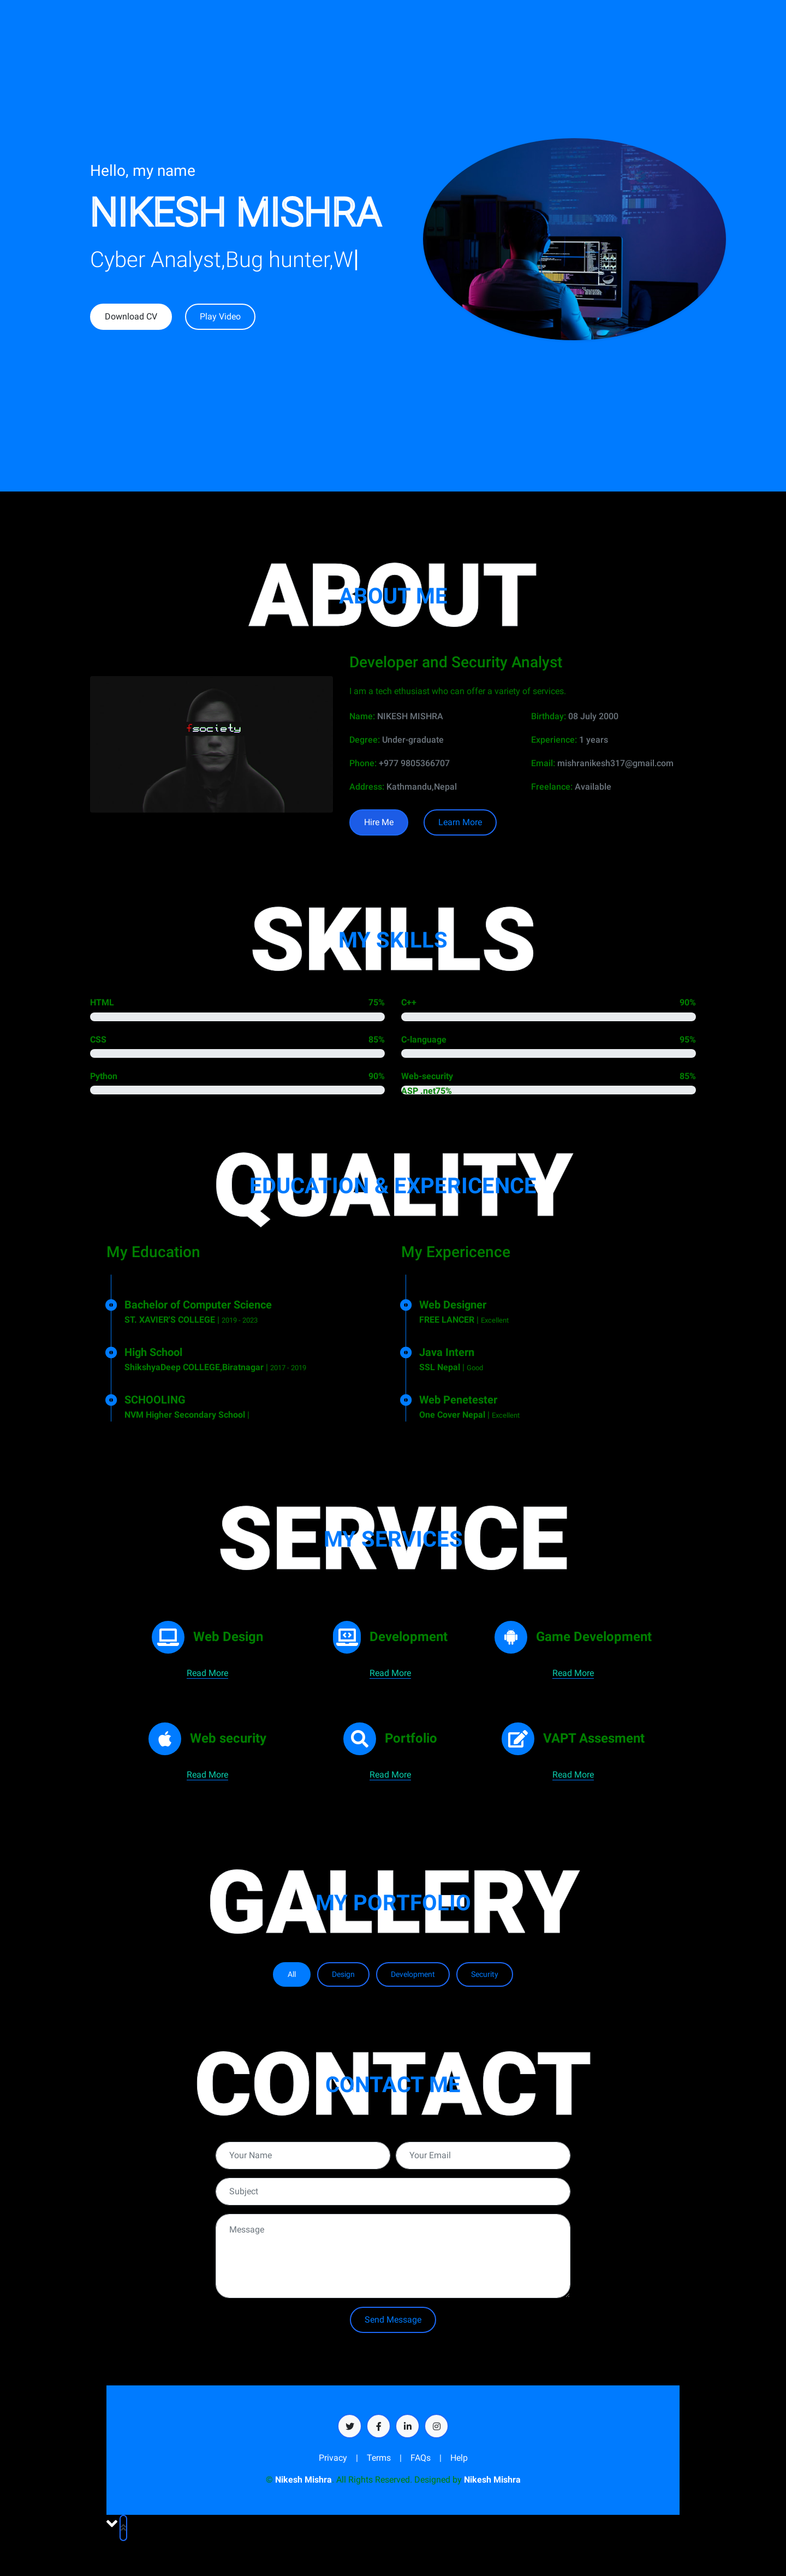 Hello, my name
NIKESH MISHRA
Cyber Analyst,Bug hunter,W|
Download CV
Play Video
ABOUT
ABOUT ME
fsociety
Developer and Security Analyst
I am a tech ethusiast who can offer a variety of services.
Name: NIKESH MISHRA
Birthday: 08 July 2000
Degree: Under-graduate
Experience: 1 years
Phone: +977 9805366707
Email: mishranikesh317@gmail.com
Address: Kathmandu,Nepal
Freelance: Available
Hire Me
Learn More
SKILLS
MY SKILLS
HTML 75%
C++ 90%
CSS 85%
C-language 95%
Python 90%
Web-security 85%
ASP .net75%
QUALITY
EDUCATION & EXPERICENCE
My Education
Bachelor of Computer Science
ST. XAVIER'S COLLEGE | 2019 - 2023
High School
ShikshyaDeep COLLEGE,Biratnagar | 2017 - 2019
SCHOOLING
NVM Higher Secondary School |
My Expericence
Web Designer
FREE LANCER | Excellent
Java Intern
SSL Nepal | Good
Web Penetester
One Cover Nepal | Excellent
SERVICE
MY SERVICES
Web Design
Read More
Development
Read More
Game Development
Read More
Web security
Read More
Portfolio
Read More
VAPT Assesment
Read More
GALLERY
MY PORTFOLIO
All
Design
Development
Security
CONTACT
CONTACT ME
Your Name
Your Email
Subject
Message
Send Message
Privacy | Terms | FAQs | Help
© Nikesh Mishra. All Rights Reserved. Designed by Nikesh Mishra